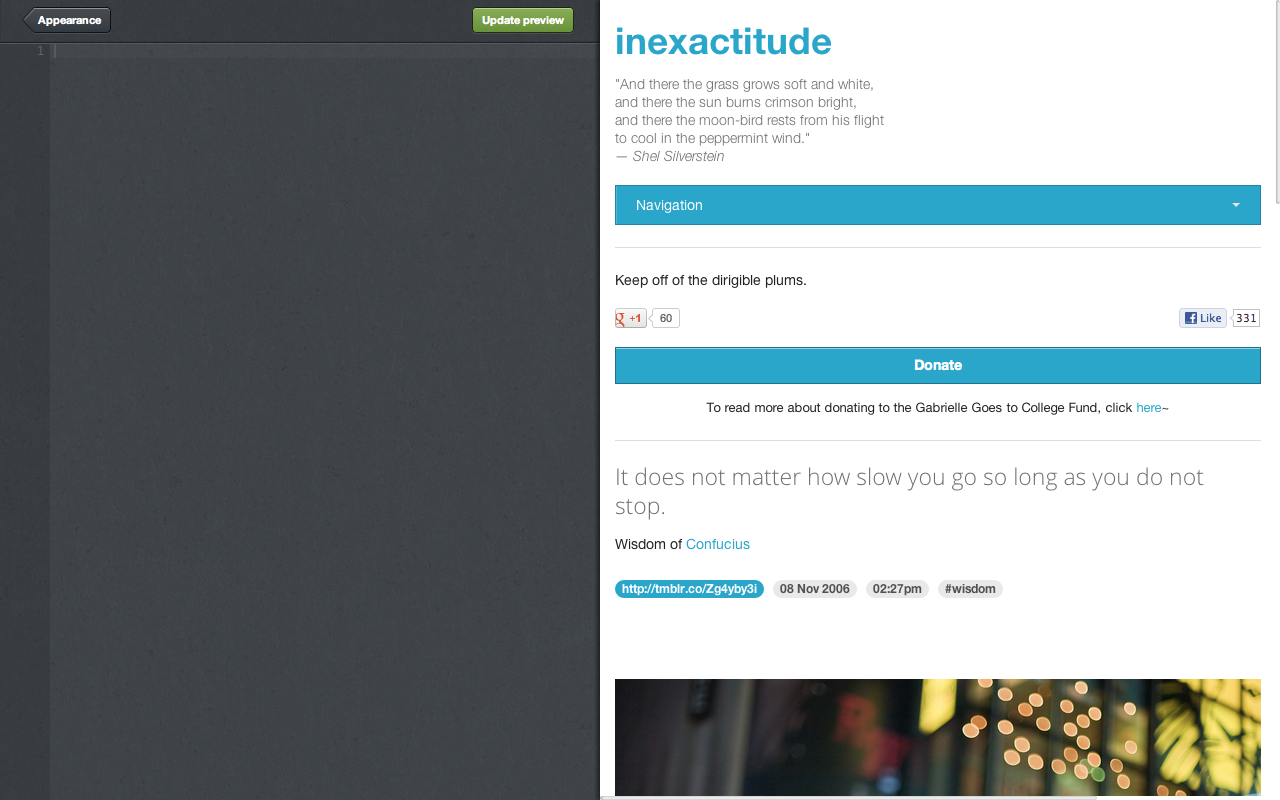 Appearance
Update preview
1
inexactitude
"And there the grass grows soft and white,
and there the sun burns crimson bright,
and there the moon-bird rests from his flight
to cool in the peppermint wind."
— Shel Silverstein
Navigation
Keep off of the dirigible plums.
+1 60
Like 331
Donate
To read more about donating to the Gabrielle Goes to College Fund, click here~
It does not matter how slow you go so long as you do not
stop.
Wisdom of Confucius
http://tmblr.co/Zg4yby3i 08 Nov 2006 02:27pm #wisdom